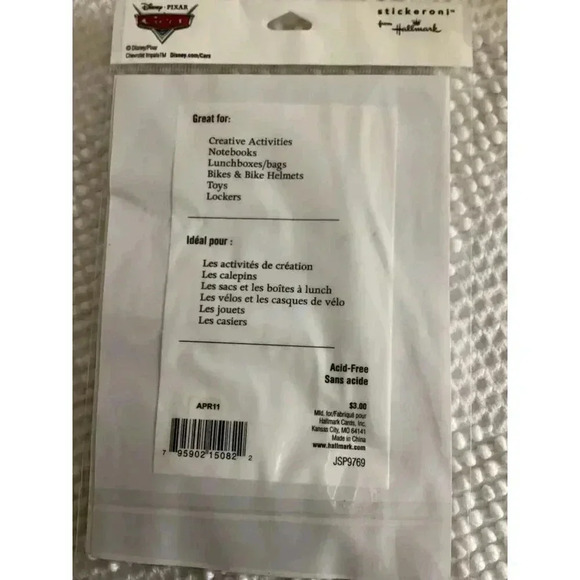 Disney · PIXAR
CARS
© Disney/Pixar
Chevrolet Impala™ Disney.com/Cars
stickeroni™
from Hallmark
Great for:
Creative Activities
Notebooks
Lunchboxes/bags
Bikes & Bike Helmets
Toys
Lockers
Idéal pour :
Les activités de création
Les calepins
Les sacs et les boîtes à lunch
Les vélos et les casques de vélo
Les jouets
Les casiers
Acid-Free
Sans acide
$3.00
Mfd. for/Fabriqué pour
Hallmark Cards, Inc.
Kansas City, MO 64141
Made in China
www.hallmark.com
JSP9769
APR11
7 95902 15082 2